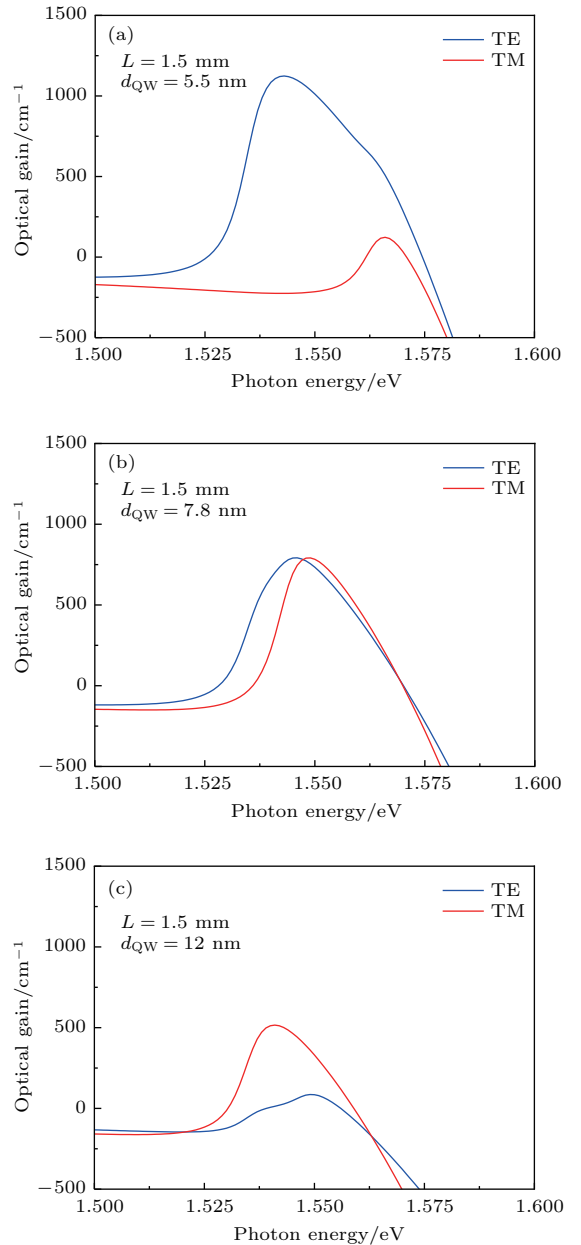 (a)
L = 1.5 mm
d_QW = 5.5 nm
TE
TM
1500
1000
500
0
−500
Optical gain/cm⁻¹
1.500 1.525 1.550 1.575 1.600
Photon energy/eV
(b)
L = 1.5 mm
d_QW = 7.8 nm
TE
TM
1500
1000
500
0
−500
Optical gain/cm⁻¹
1.500 1.525 1.550 1.575 1.600
Photon energy/eV
(c)
L = 1.5 mm
d_QW = 12 nm
TE
TM
1500
1000
500
0
−500
Optical gain/cm⁻¹
1.500 1.525 1.550 1.575 1.600
Photon energy/eV